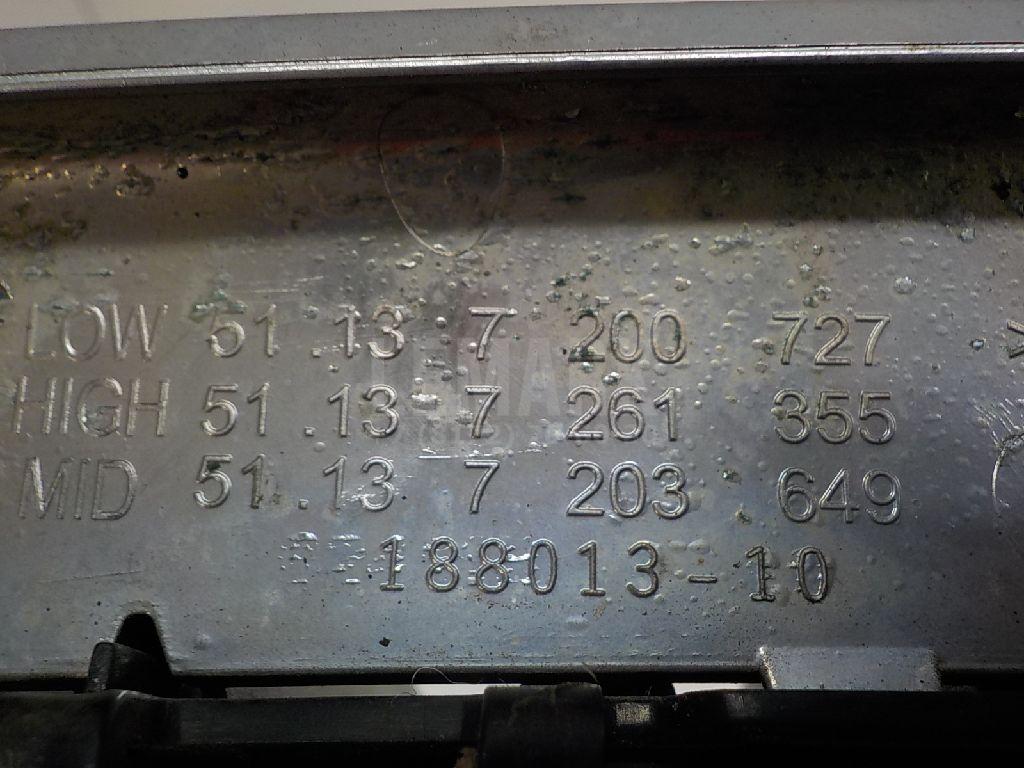 LOW 51.13-7 200 727
HIGH 51.13-7 261 355
MID 51.13 7 203 649
188013-10